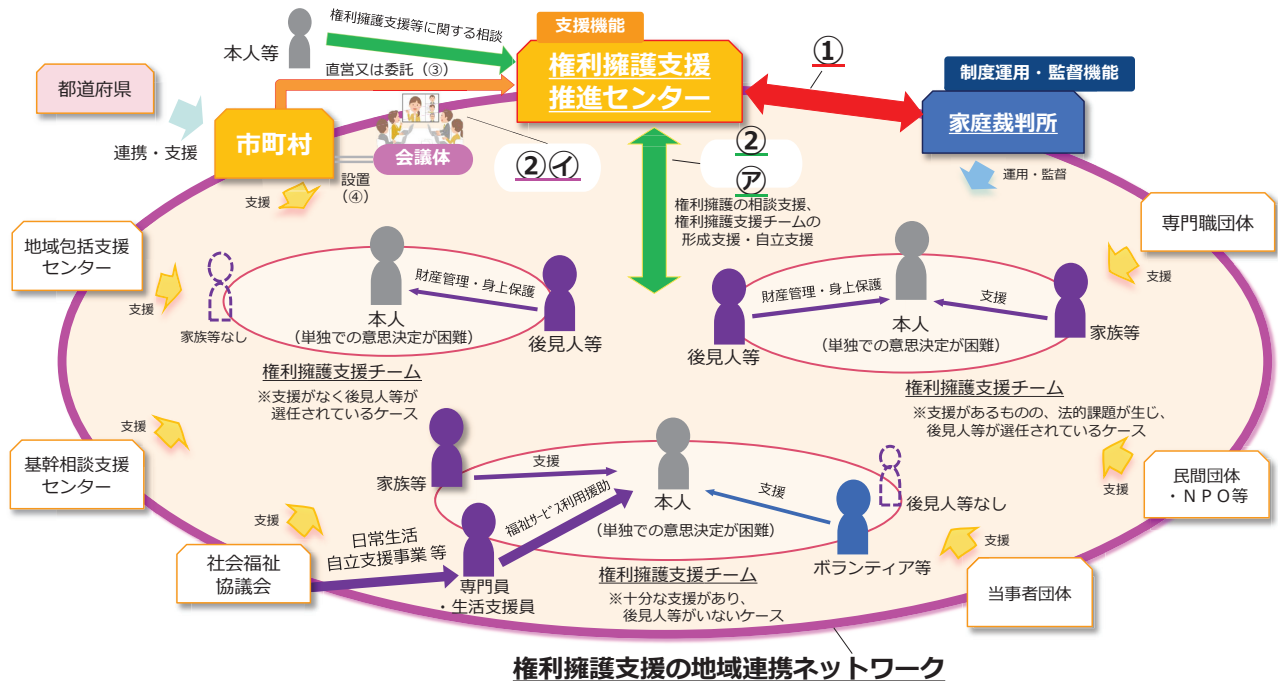 権利擁護支援等に関する相談
本人等
直営又は委託（③）
支援機能
権利擁護支援
推進センター
①
制度運用・監督機能
家庭裁判所
都道府県
連携・支援
市町村
会議体
設置
（④）
支援
②㋑
②
㋐
権利擁護の相談支援、
権利擁護支援チームの
形成支援・自立支援
運用・監督
専門職団体
支援
地域包括支援
センター
支援
家族等なし
本人
（単独での意思決定が困難）
財産管理・身上保護
後見人等
権利擁護支援チーム
※支援がなく後見人等が
選任されているケース
後見人等
財産管理・身上保護
本人
（単独での意思決定が困難）
支援
家族等
権利擁護支援チーム
※支援があるものの、法的課題が生じ、
後見人等が選任されているケース
基幹相談支援
センター
支援
民間団体
・ＮＰＯ等
支援
家族等
支援
本人
（単独での意思決定が困難）
福祉ｻｰﾋﾞｽ利用援助
支援
後見人等なし
ボランティア等
専門員
・生活支援員
権利擁護支援チーム
※十分な支援があり、
後見人等がいないケース
社会福祉
協議会
支援
日常生活
自立支援事業 等
当事者団体
支援
権利擁護支援の地域連携ネットワーク